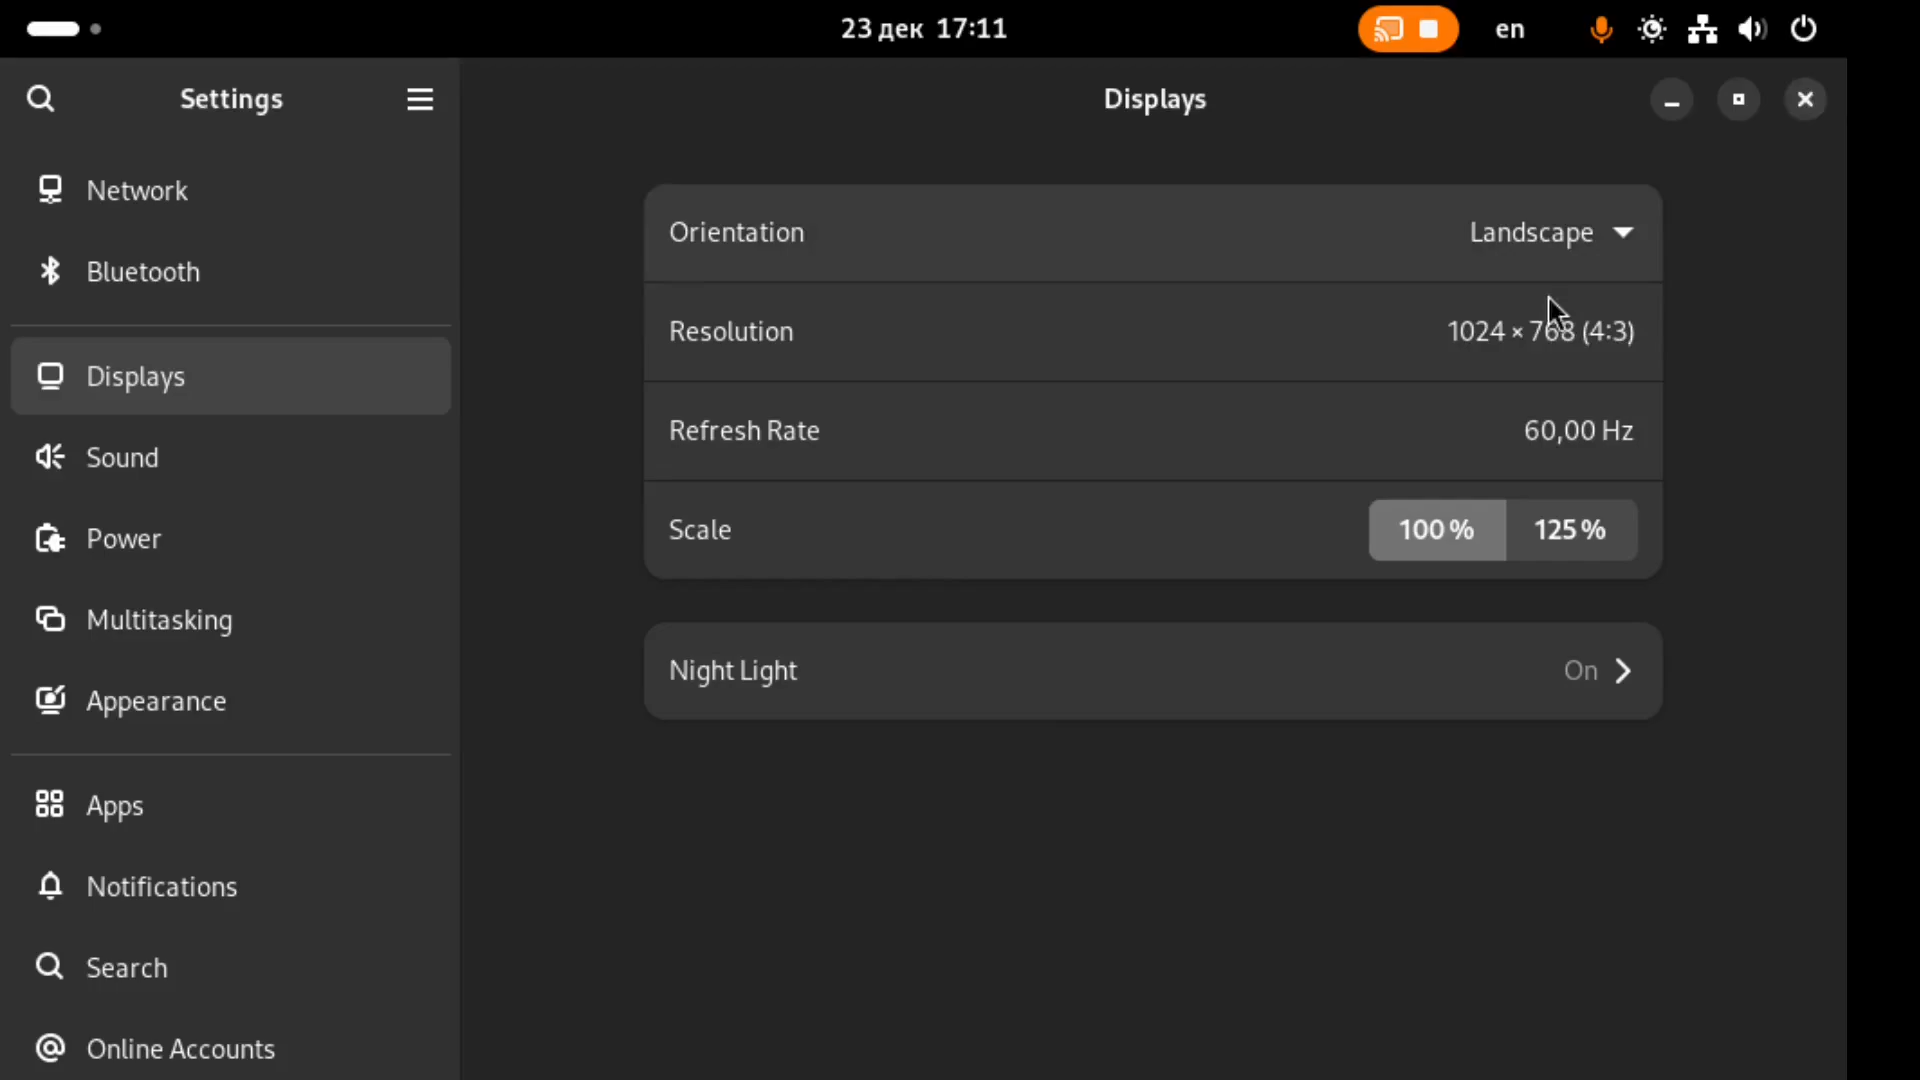 23 дек 17:11
en
Settings
Displays
Network
Bluetooth
Displays
Sound
Power
Multitasking
Appearance
Apps
Notifications
Search
Online Accounts
Orientation
Landscape
Resolution
1024 × 768 (4:3)
Refresh Rate
60,00 Hz
Scale
100 %
125 %
Night Light
On